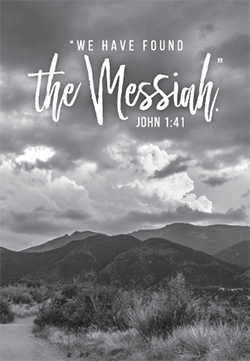 "WE HAVE FOUND
the Messiah."
JOHN 1:41